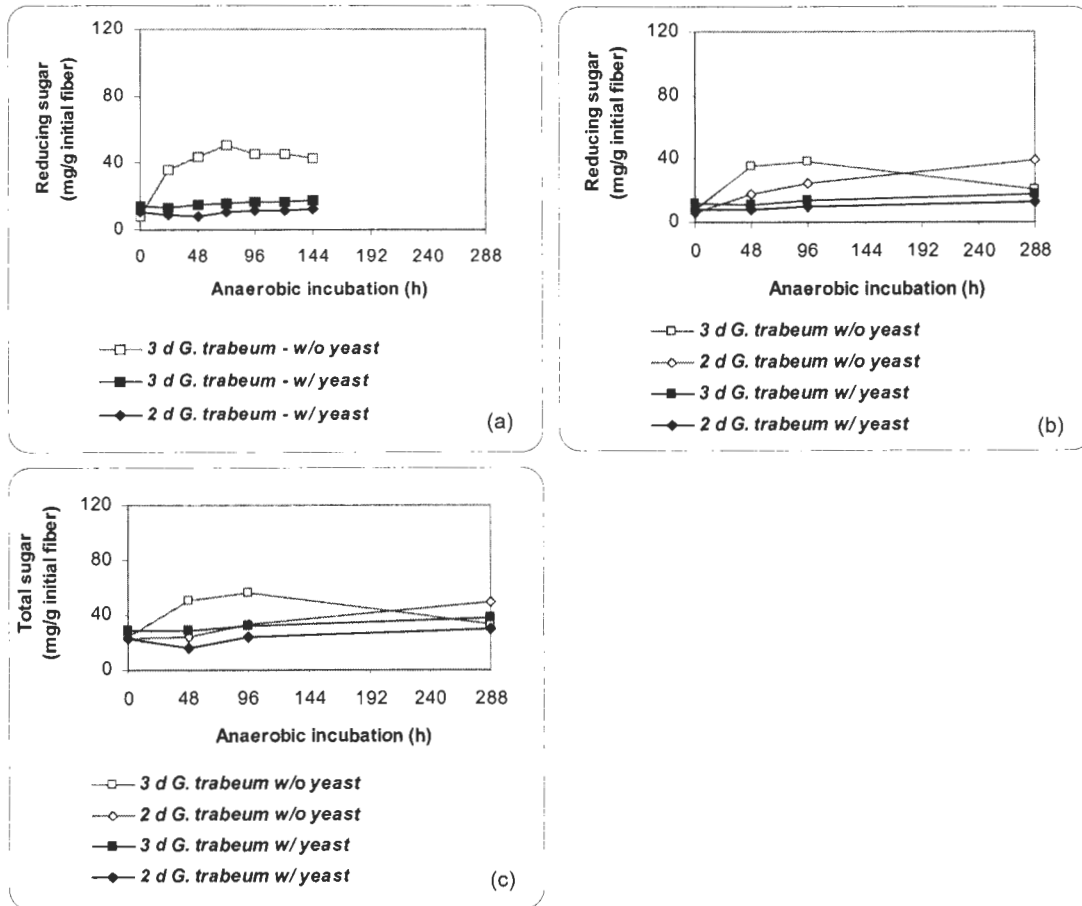 Reducing sugar
(mg/g initial fiber)
120
80
40
0
0 48 96 144 192 240 288
Anaerobic incubation (h)
3 d G. trabeum - w/o yeast
3 d G. trabeum - w/ yeast
2 d G. trabeum - w/ yeast
(a)
Reducing sugar
(mg/g initial fiber)
120
80
40
0
0 48 96 144 192 240 288
Anaerobic incubation (h)
3 d G. trabeum w/o yeast
2 d G. trabeum w/o yeast
3 d G. trabeum w/ yeast
2 d G. trabeum w/ yeast
(b)
Total sugar
(mg/g initial fiber)
120
80
40
0
0 48 96 144 192 240 288
Anaerobic incubation (h)
3 d G. trabeum w/o yeast
2 d G. trabeum w/o yeast
3 d G. trabeum w/ yeast
2 d G. trabeum w/ yeast
(c)